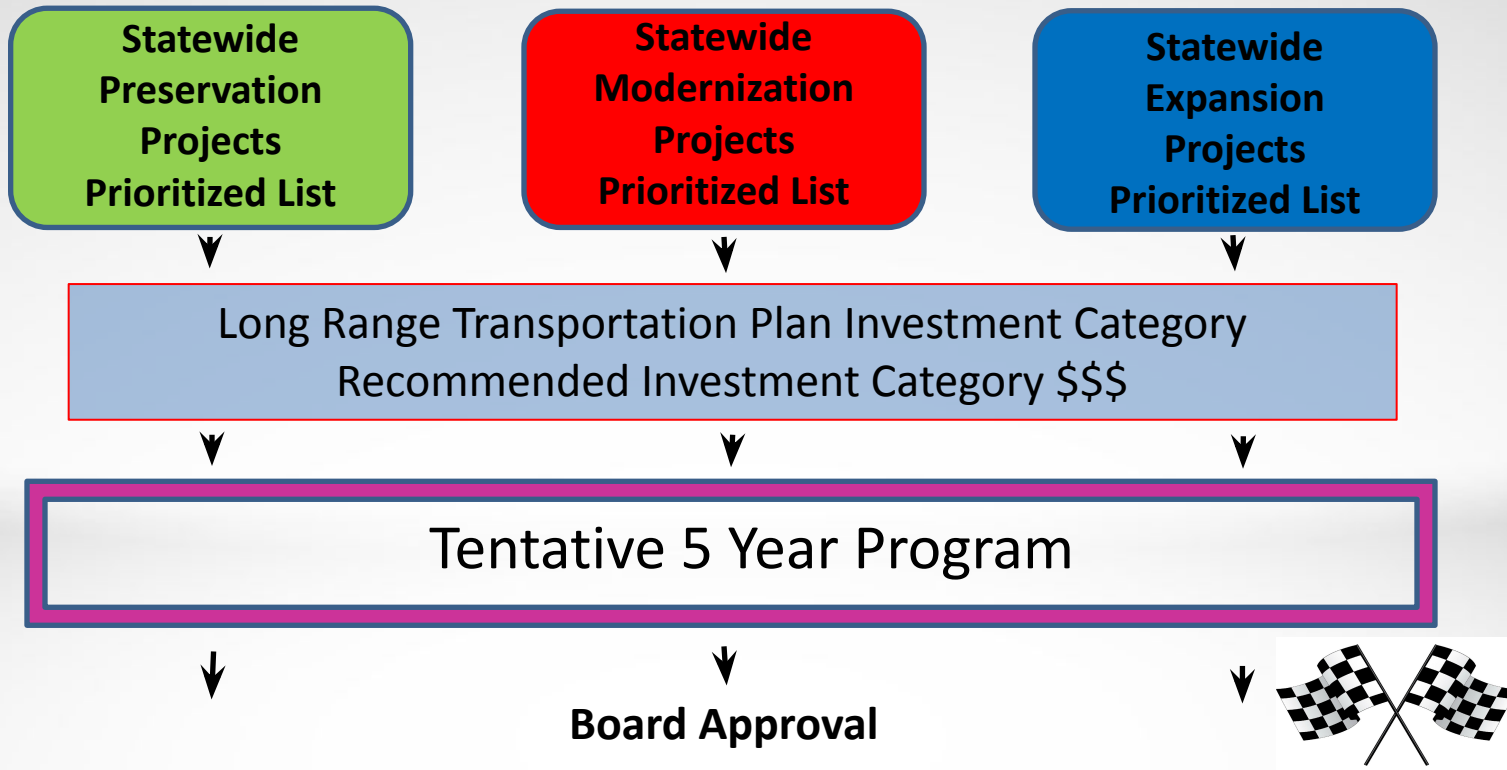 Statewide
Preservation
Projects
Prioritized List
Statewide
Modernization
Projects
Prioritized List
Statewide
Expansion
Projects
Prioritized List
Long Range Transportation Plan Investment Category
Recommended Investment Category $$$
Tentative 5 Year Program
Board Approval